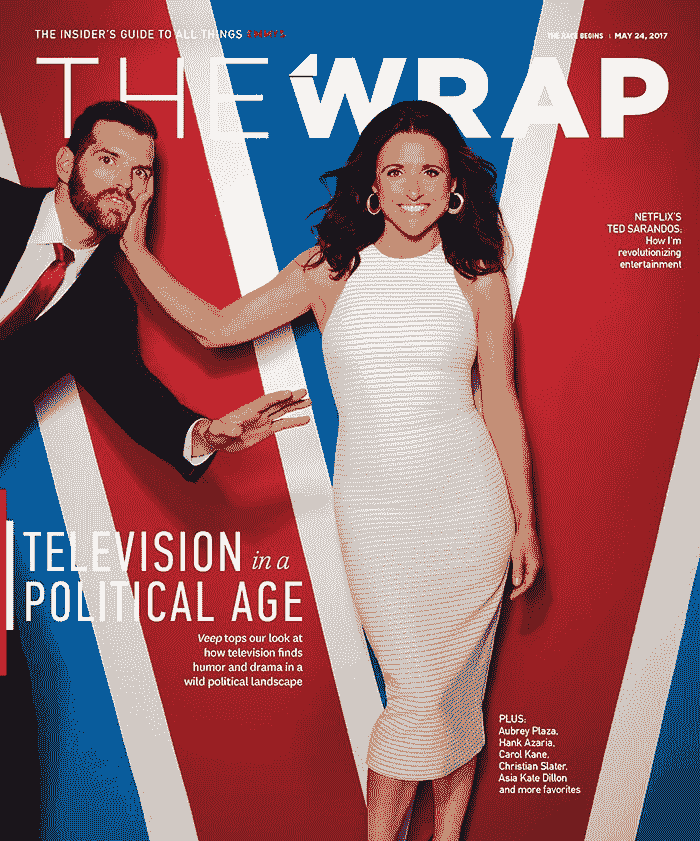 THE INSIDER'S GUIDE TO ALL THINGS EMMYS
THE RACE BEGINS | MAY 24, 2017
THE WRAP
NETFLIX'S
TED SARANDOS:
How I'm
revolutionizing
entertainment
TELEVISION in a
POLITICAL AGE
Veep tops our look at
how television finds
humor and drama in a
wild political landscape
PLUS:
Aubrey Plaza,
Hank Azaria,
Carol Kane,
Christian Slater,
Asia Kate Dillon
and more favorites